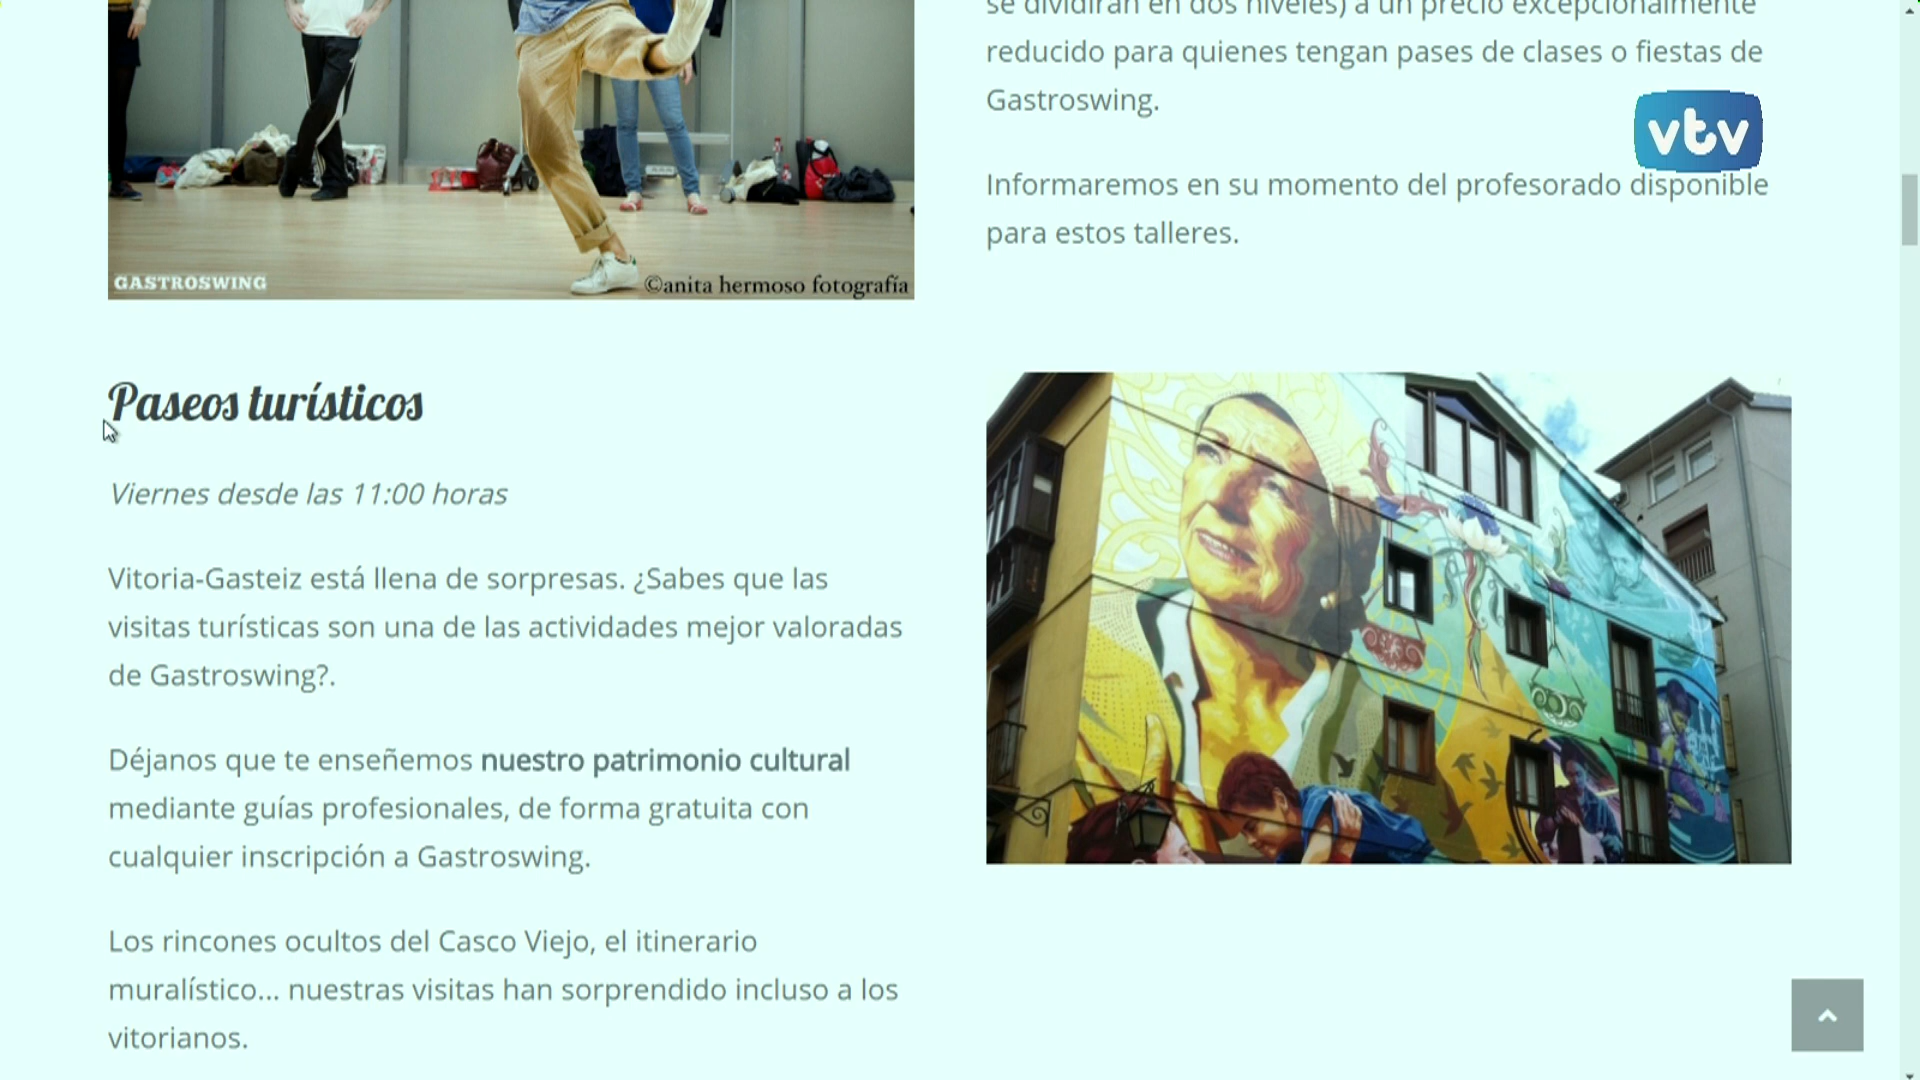 se dividirán en dos niveles) a un precio excepcionalmente
reducido para quienes tengan pases de clases o fiestas de
Gastroswing.
vtv
Informaremos en su momento del profesorado disponible
para estos talleres.
GASTROSWING
©anita hermoso fotografía
Paseos turísticos
Viernes desde las 11:00 horas
Vitoria-Gasteiz está llena de sorpresas. ¿Sabes que las
visitas turísticas son una de las actividades mejor valoradas
de Gastroswing?.
Déjanos que te enseñemos nuestro patrimonio cultural
mediante guías profesionales, de forma gratuita con
cualquier inscripción a Gastroswing.
Los rincones ocultos del Casco Viejo, el itinerario
muralístico... nuestras visitas han sorprendido incluso a los
vitorianos.